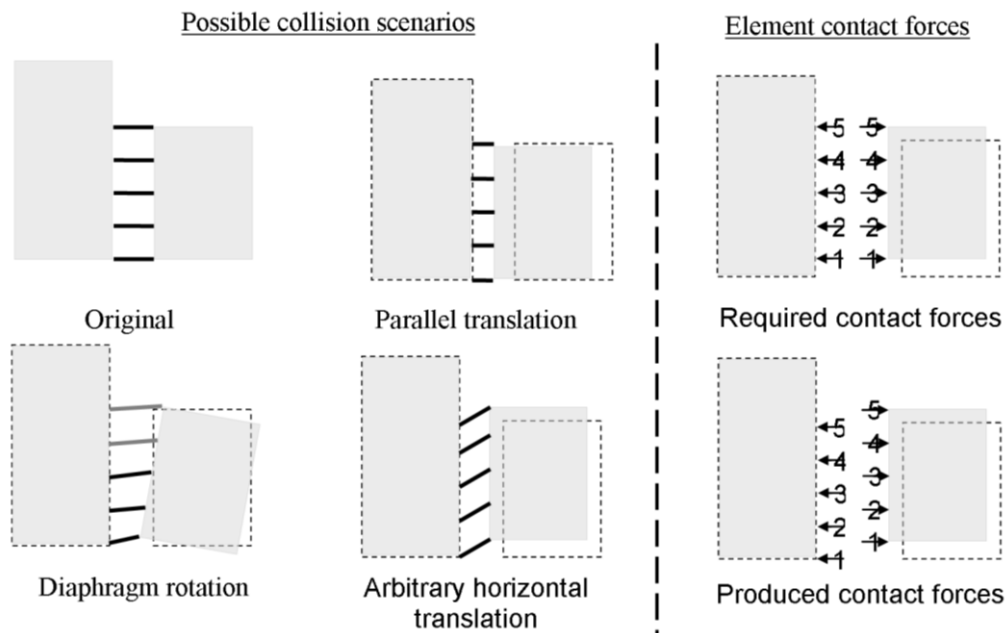 Possible collision scenarios
Element contact forces
5 5
4 4
3 3
2 2
1 1
Original
Parallel translation
Required contact forces
5
5
4
4
3
3
2
2
1
1
Diaphragm rotation
Arbitrary horizontal
translation
Produced contact forces